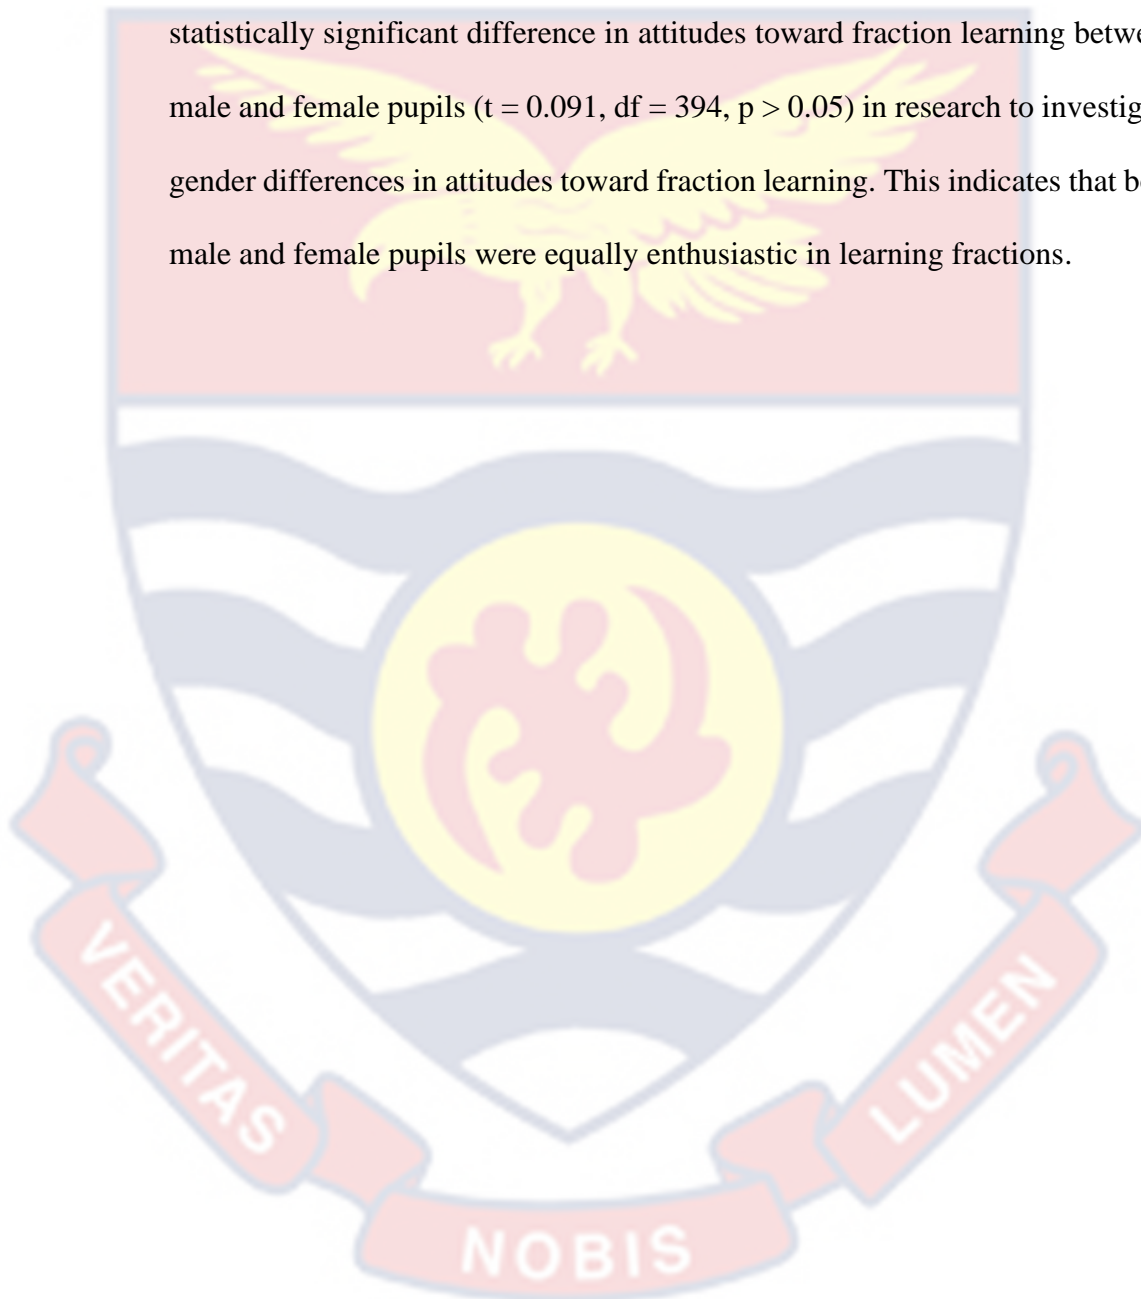 statistically significant difference in attitudes toward fraction learning
male and female pupils (t = 0.091, df = 394, p > 0.05) in research to
gender differences in attitudes toward fraction learning. This indicates that
male and female pupils were equally enthusiastic in learning fractions.
VERITAS
NOBIS
LUMEN